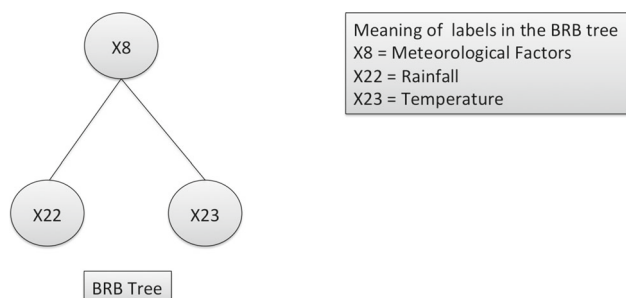 X8
Meaning of labels in the BRB tree
X8 = Meteorological Factors
X22 = Rainfall
X23 = Temperature
X22
X23
BRB Tree